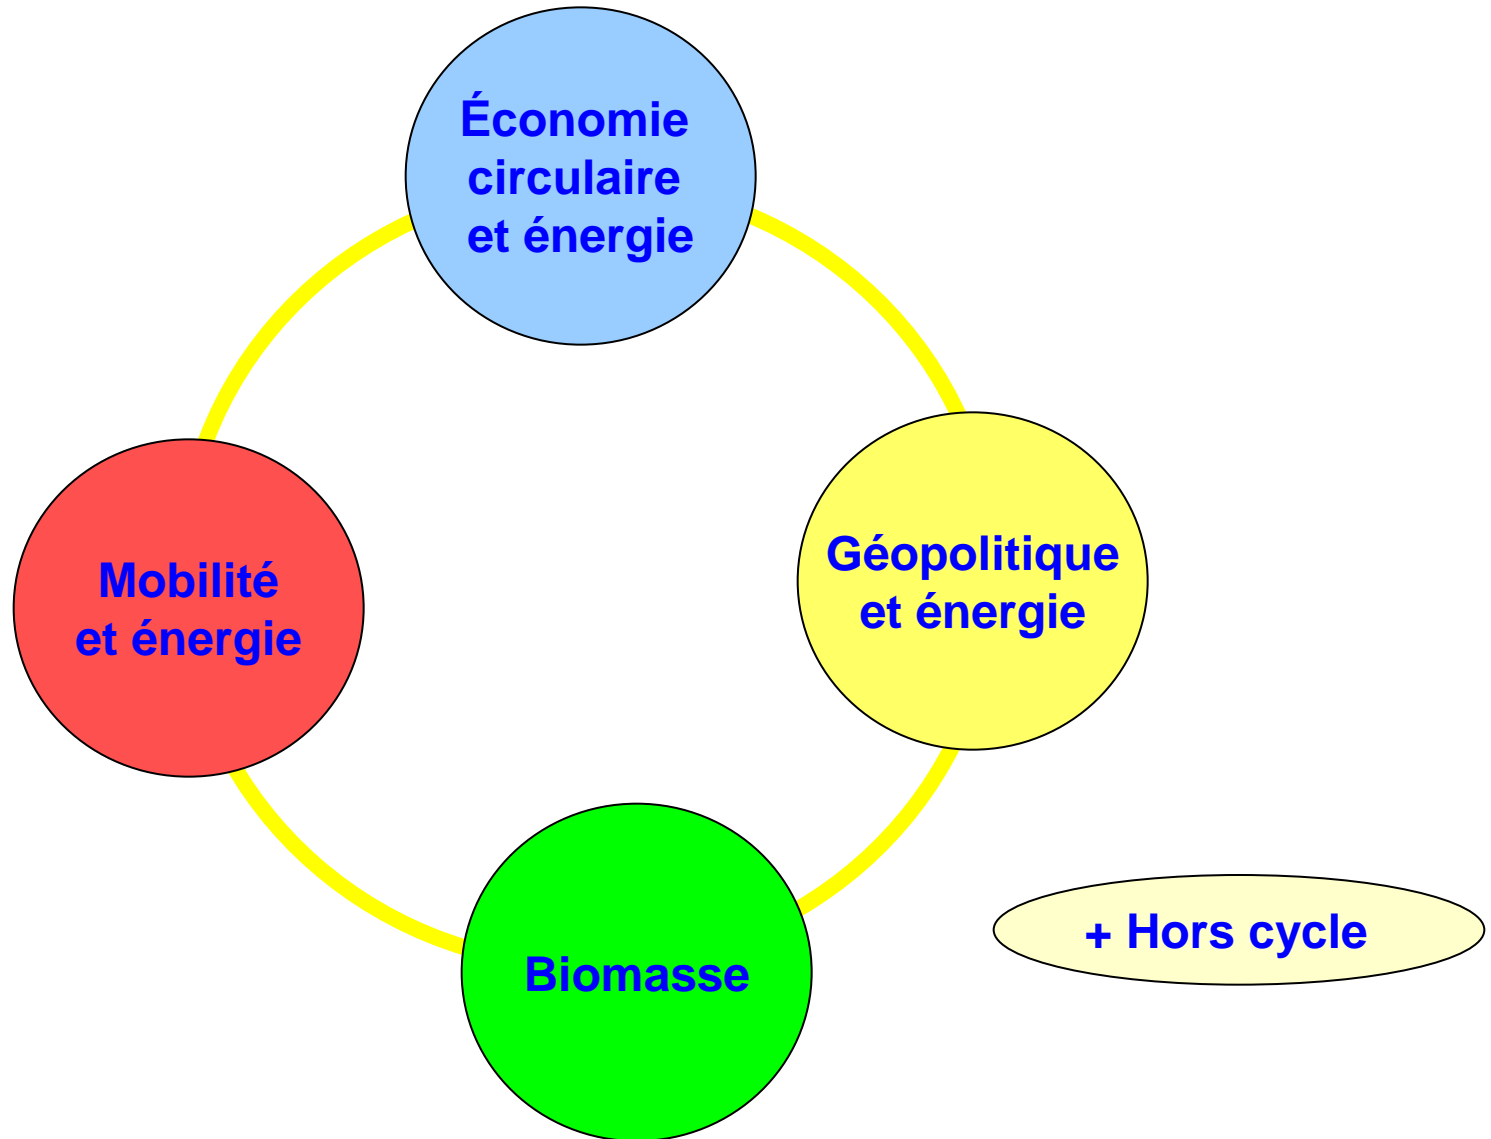 Économie
circulaire
et énergie
Géopolitique
et énergie
Mobilité
et énergie
+ Hors cycle
Biomasse